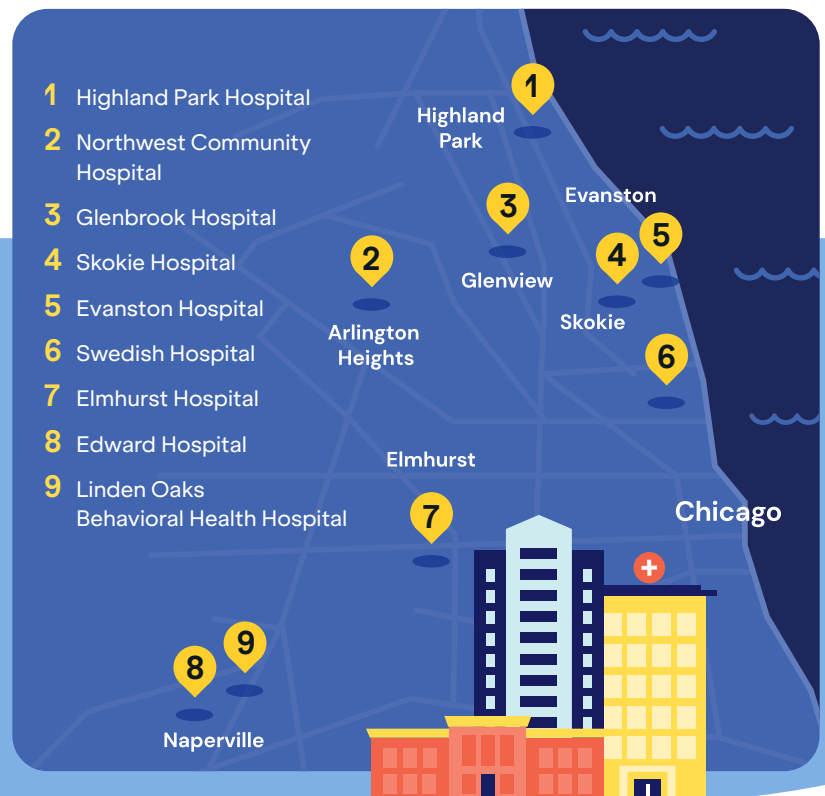 1 Highland Park Hospital
2 Northwest Community
Hospital
3 Glenbrook Hospital
4 Skokie Hospital
5 Evanston Hospital
6 Swedish Hospital
7 Elmhurst Hospital
8 Edward Hospital
9 Linden Oaks
Behavioral Health Hospital
1
Highland
Park
Evanston
3
5
4
2
Glenview
Skokie
Arlington
Heights
6
Elmhurst
7
Chicago
9
8
Naperville